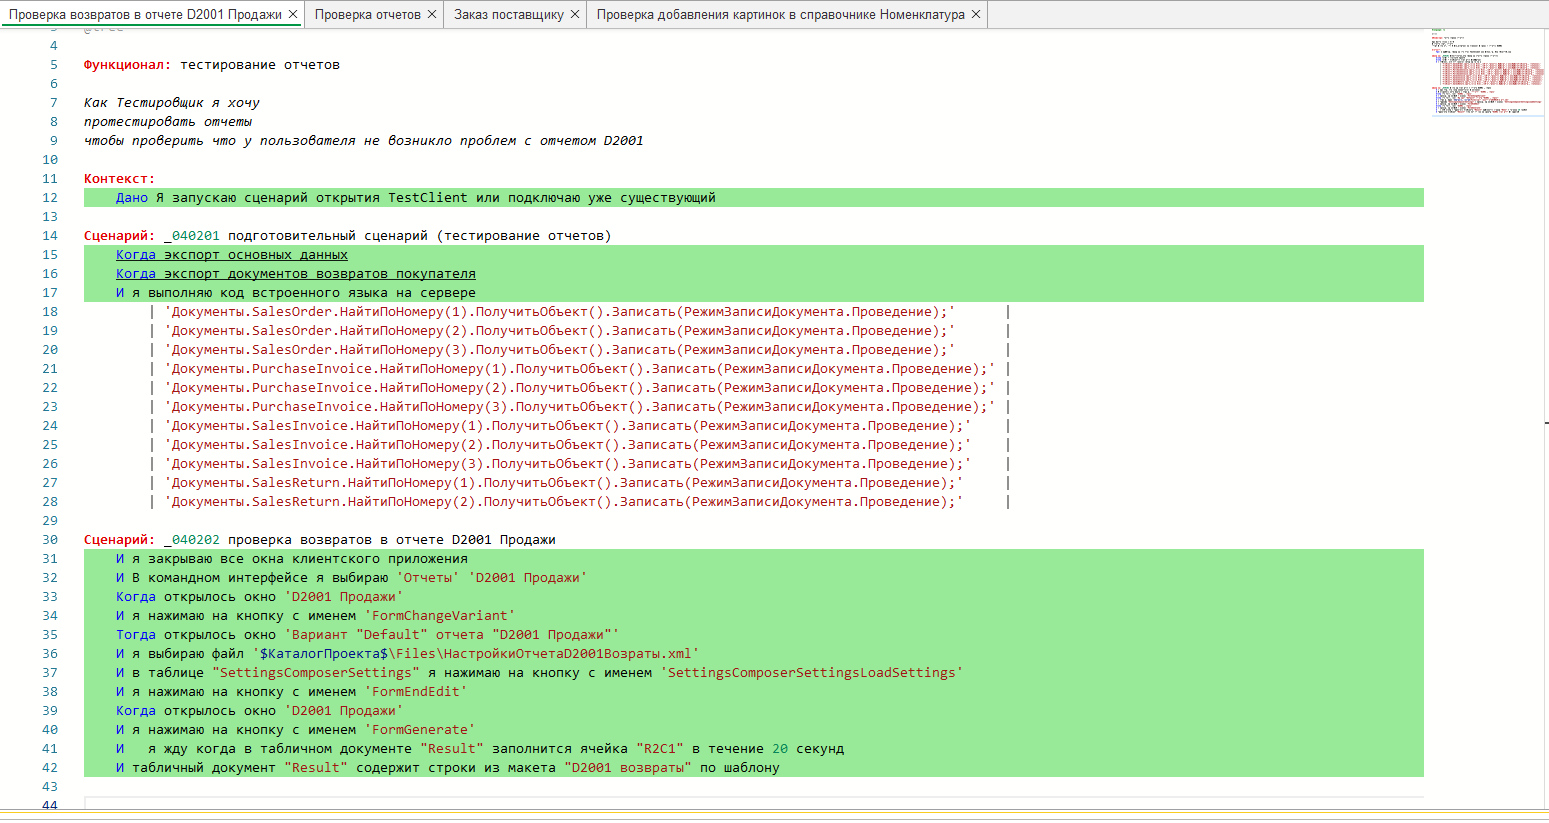 Проверка возвратов в отчете D2001 Продажи × Проверка отчетов × Заказ поставщику × Проверка добавления картинок в справочнике Номенклатура ×
3 @tree
4
5 Функционал: тестирование отчетов
6
7 Как Тестировщик я хочу
8 протестировать отчеты
9 чтобы проверить что у пользователя не возникло проблем с отчетом D2001
10
11 Контекст:
12 Дано Я запускаю сценарий открытия TestClient или подключаю уже существующий
13
14 Сценарий: _040201 подготовительный сценарий (тестирование отчетов)
15 Когда экспорт основных данных
16 Когда экспорт документов возвратов покупателя
17 И я выполняю код встроенного языка на сервере
18 | 'Документы.SalesOrder.НайтиПоНомеру(1).ПолучитьОбъект().Записать(РежимЗаписиДокумента.Проведение);' |
19 | 'Документы.SalesOrder.НайтиПоНомеру(2).ПолучитьОбъект().Записать(РежимЗаписиДокумента.Проведение);' |
20 | 'Документы.SalesOrder.НайтиПоНомеру(3).ПолучитьОбъект().Записать(РежимЗаписиДокумента.Проведение);' |
21 | 'Документы.PurchaseInvoice.НайтиПоНомеру(1).ПолучитьОбъект().Записать(РежимЗаписиДокумента.Проведение);' |
22 | 'Документы.PurchaseInvoice.НайтиПоНомеру(2).ПолучитьОбъект().Записать(РежимЗаписиДокумента.Проведение);' |
23 | 'Документы.PurchaseInvoice.НайтиПоНомеру(3).ПолучитьОбъект().Записать(РежимЗаписиДокумента.Проведение);' |
24 | 'Документы.SalesInvoice.НайтиПоНомеру(1).ПолучитьОбъект().Записать(РежимЗаписиДокумента.Проведение);' |
25 | 'Документы.SalesInvoice.НайтиПоНомеру(2).ПолучитьОбъект().Записать(РежимЗаписиДокумента.Проведение);' |
26 | 'Документы.SalesInvoice.НайтиПоНомеру(3).ПолучитьОбъект().Записать(РежимЗаписиДокумента.Проведение);' |
27 | 'Документы.SalesReturn.НайтиПоНомеру(1).ПолучитьОбъект().Записать(РежимЗаписиДокумента.Проведение);' |
28 | 'Документы.SalesReturn.НайтиПоНомеру(2).ПолучитьОбъект().Записать(РежимЗаписиДокумента.Проведение);' |
29
30 Сценарий: _040202 проверка возвратов в отчете D2001 Продажи
31 И я закрываю все окна клиентского приложения
32 И В командном интерфейсе я выбираю 'Отчеты' 'D2001 Продажи'
33 Когда открылось окно 'D2001 Продажи'
34 И я нажимаю на кнопку с именем 'FormChangeVariant'
35 Тогда открылось окно 'Вариант "Default" отчета "D2001 Продажи"'
36 И я выбираю файл '$КаталогПроекта$\Files\НастройкиОтчетаD2001Возраты.xml'
37 И в таблице "SettingsComposerSettings" я нажимаю на кнопку с именем 'SettingsComposerSettingsLoadSettings'
38 И я нажимаю на кнопку с именем 'FormEndEdit'
39 Когда открылось окно 'D2001 Продажи'
40 И я нажимаю на кнопку с именем 'FormGenerate'
41 И я жду когда в табличном документе "Result" заполнится ячейка "R2C1" в течение 20 секунд
42 И табличный документ "Result" содержит строки из макета "D2001 возвраты" по шаблону
43
44